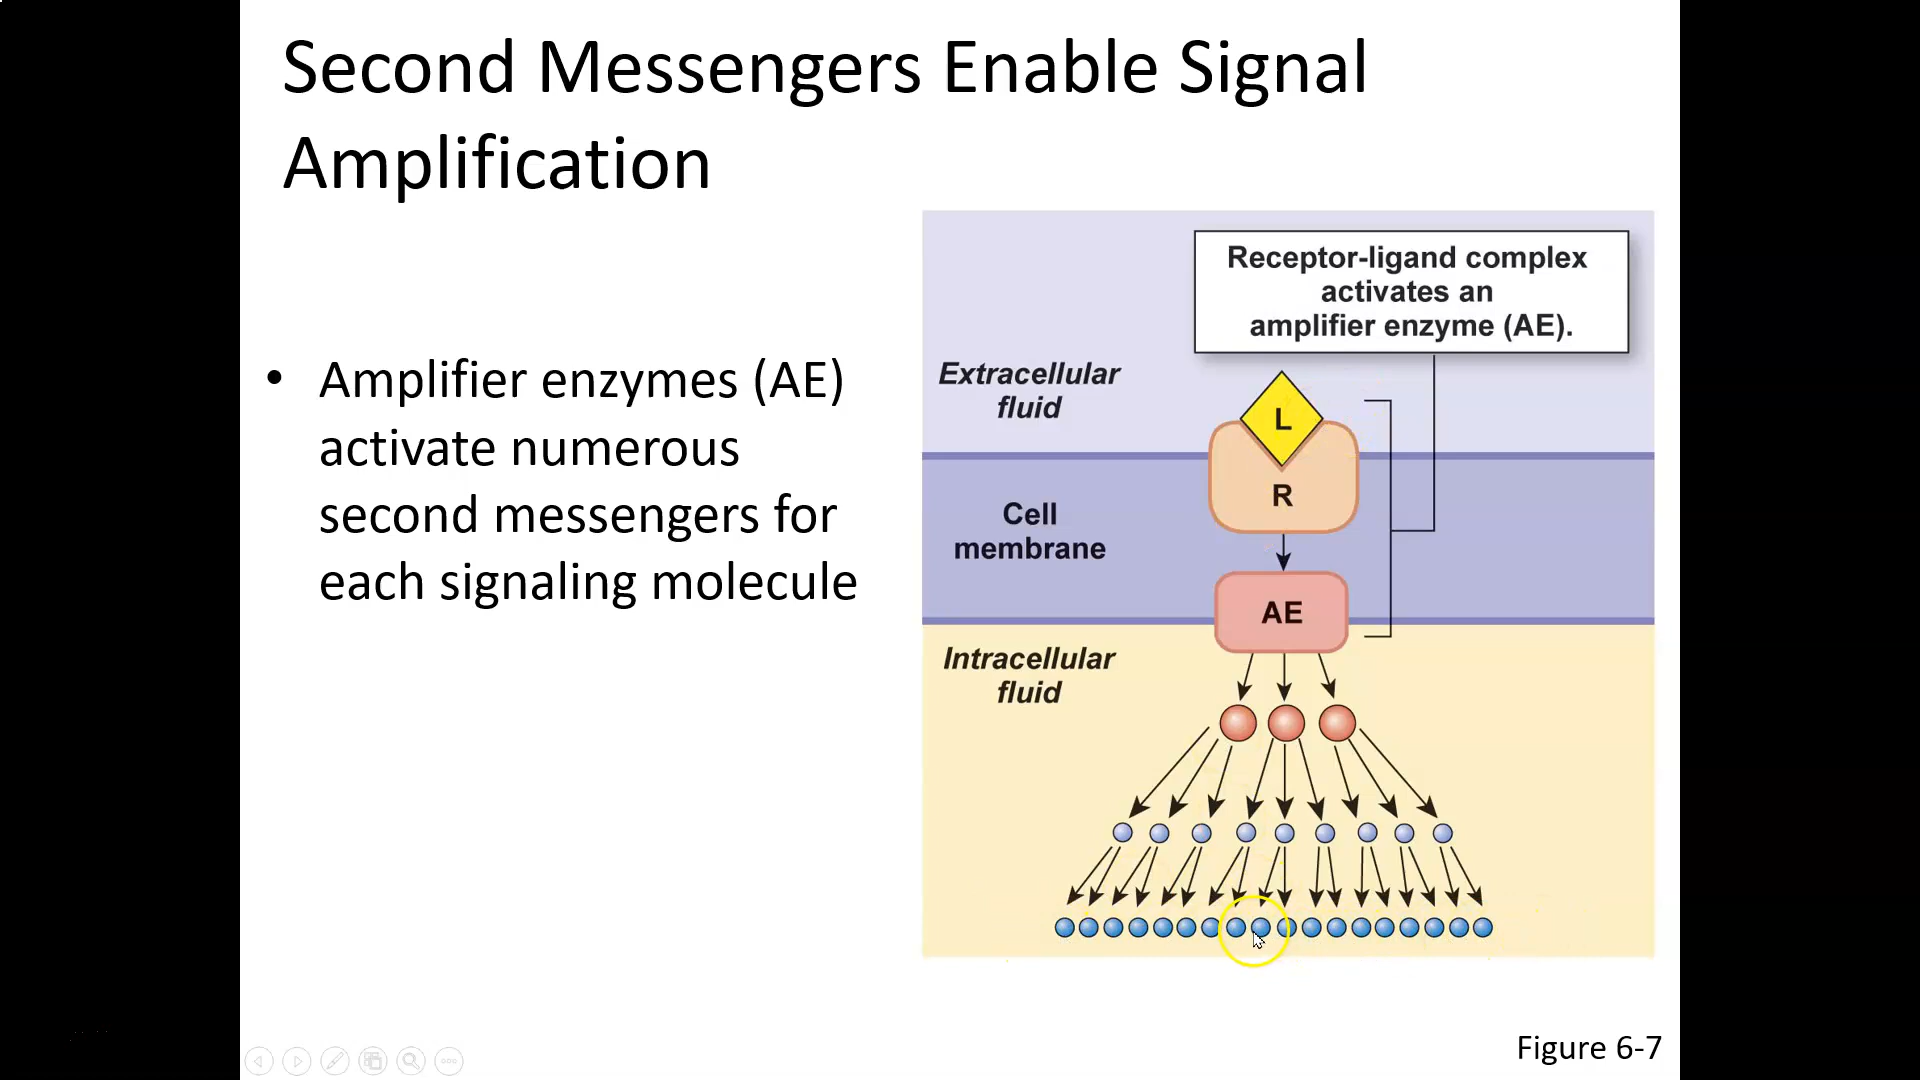 Second Messengers Enable Signal
Amplification
• Amplifier enzymes (AE)
activate numerous
second messengers for
each signaling molecule
Receptor-ligand complex
activates an
amplifier enzyme (AE).
Extracellular
fluid
L
R
Cell
membrane
AE
Intracellular
fluid
Figure 6-7